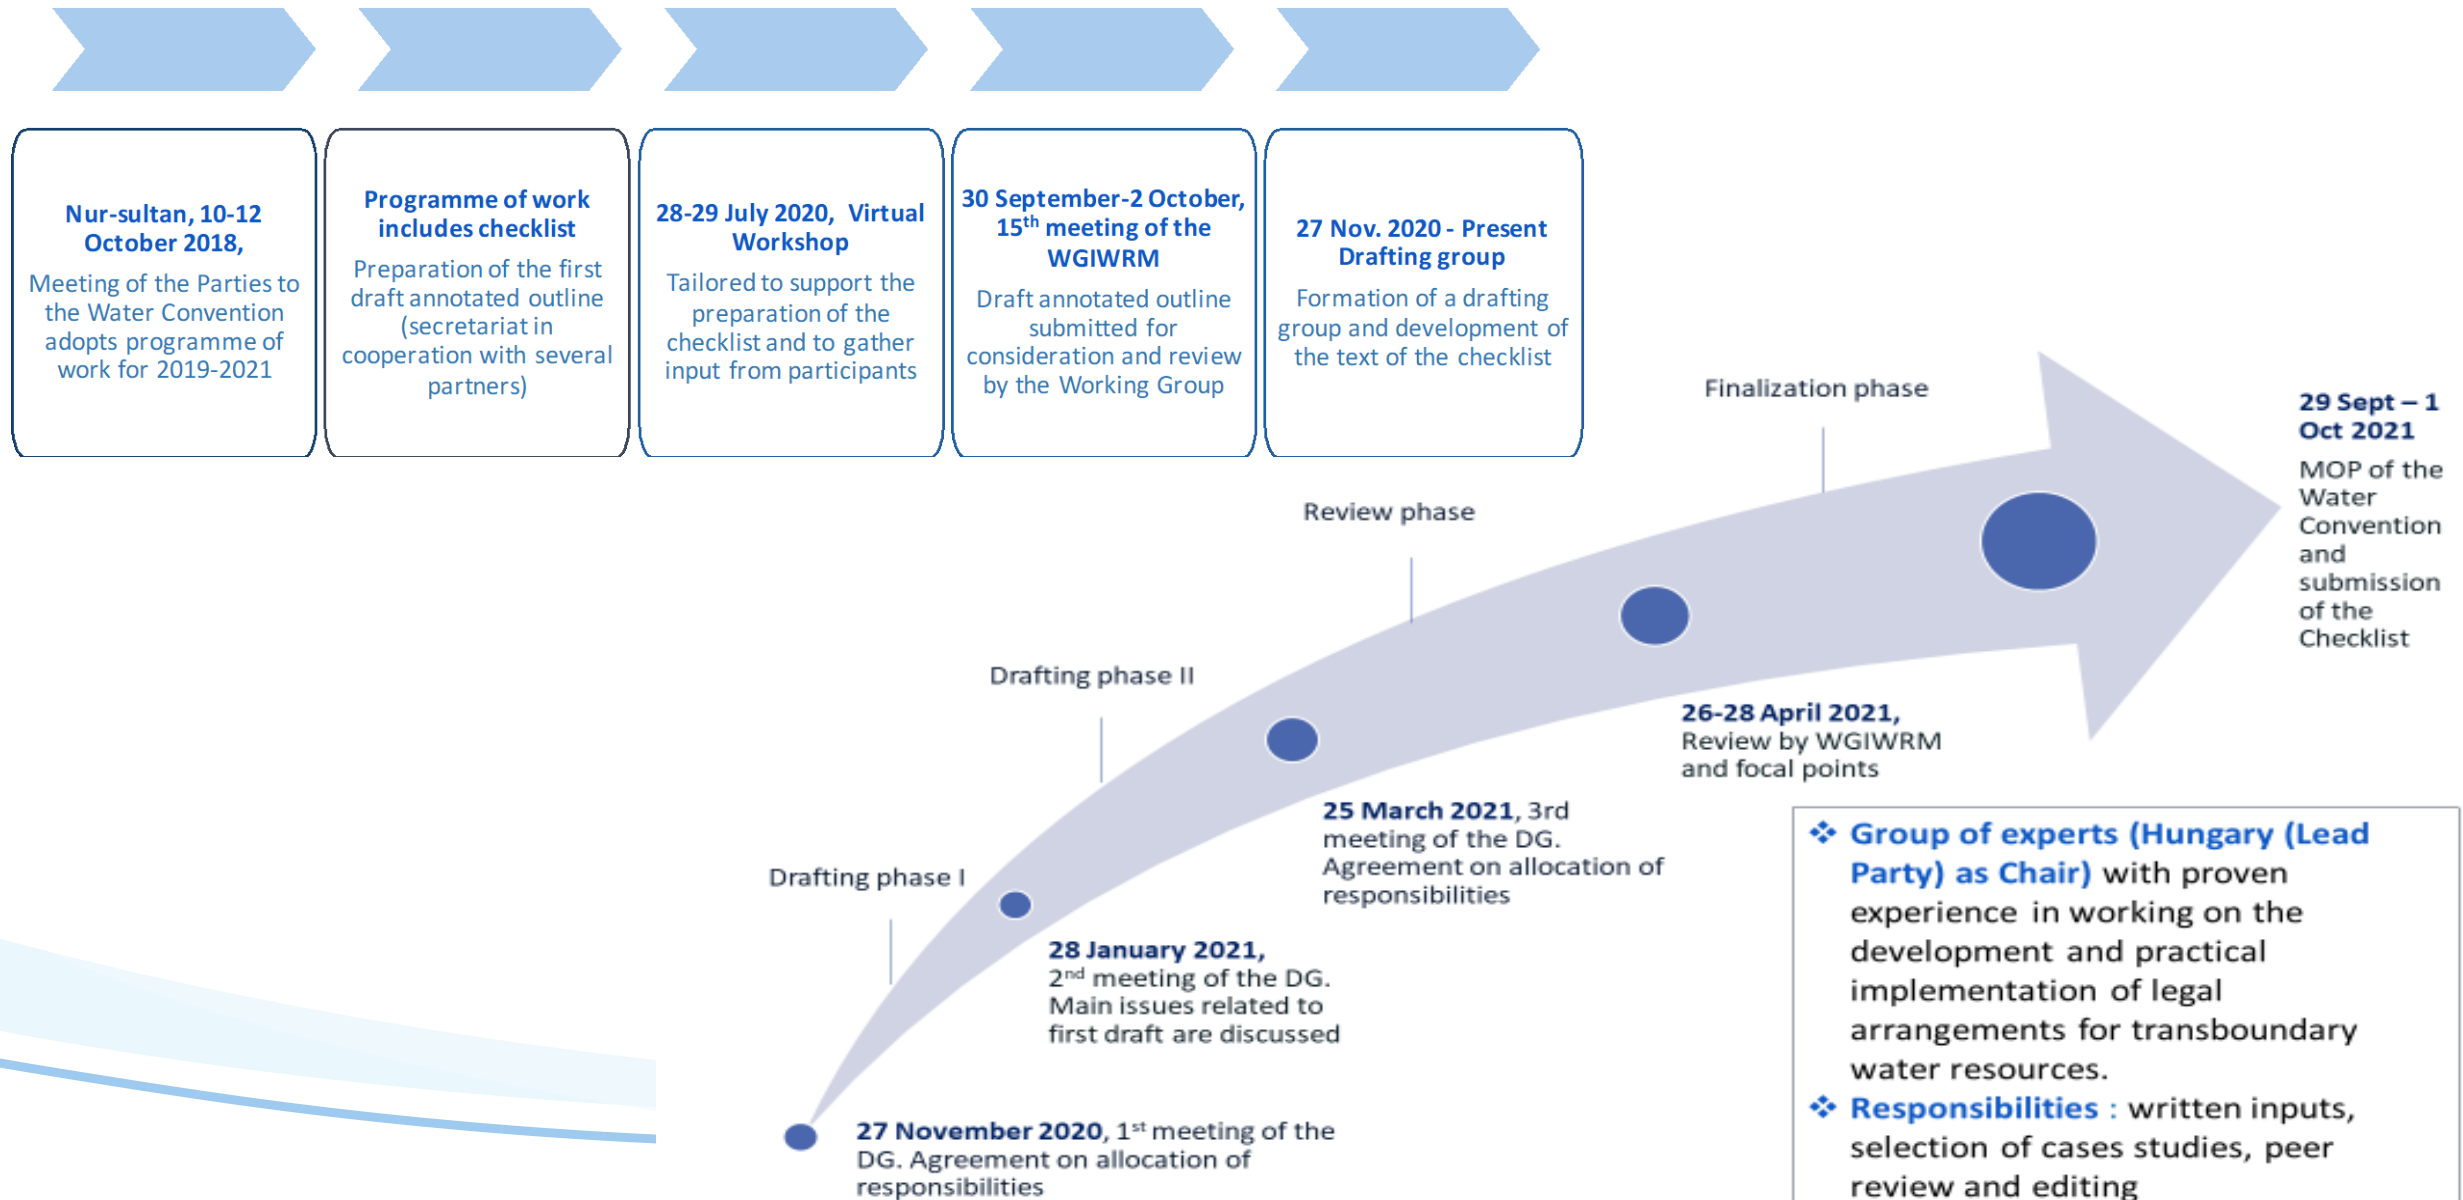 Nur-sultan, 10-12
October 2018,
Meeting of the Parties to
the Water Convention
adopts programme of
work for 2019-2021
Programme of work
includes checklist
Preparation of the first
draft annotated outline
(secretariat in
cooperation with several
partners)
28-29 July 2020, Virtual
Workshop
Tailored to support the
preparation of the
checklist and to gather
input from participants
30 September-2 October,
15th meeting of the
WGIWRM
Draft annotated outline
submitted for
consideration and review
by the Working Group
27 Nov. 2020 - Present
Drafting group
Formation of a drafting
group and development of
the text of the checklist
Finalization phase
Review phase
Drafting phase II
Drafting phase I
27 November 2020, 1st meeting of the
DG. Agreement on allocation of
responsibilities
28 January 2021,
2nd meeting of the DG.
Main issues related to
first draft are discussed
25 March 2021, 3rd
meeting of the DG.
Agreement on allocation of
responsibilities
26-28 April 2021,
Review by WGIWRM
and focal points
29 Sept – 1
Oct 2021
MOP of the
Water
Convention
and
submission
of the
Checklist
❖ Group of experts (Hungary (Lead
Party) as Chair) with proven
experience in working on the
development and practical
implementation of legal
arrangements for transboundary
water resources.
❖ Responsibilities : written inputs,
selection of cases studies, peer
review and editing